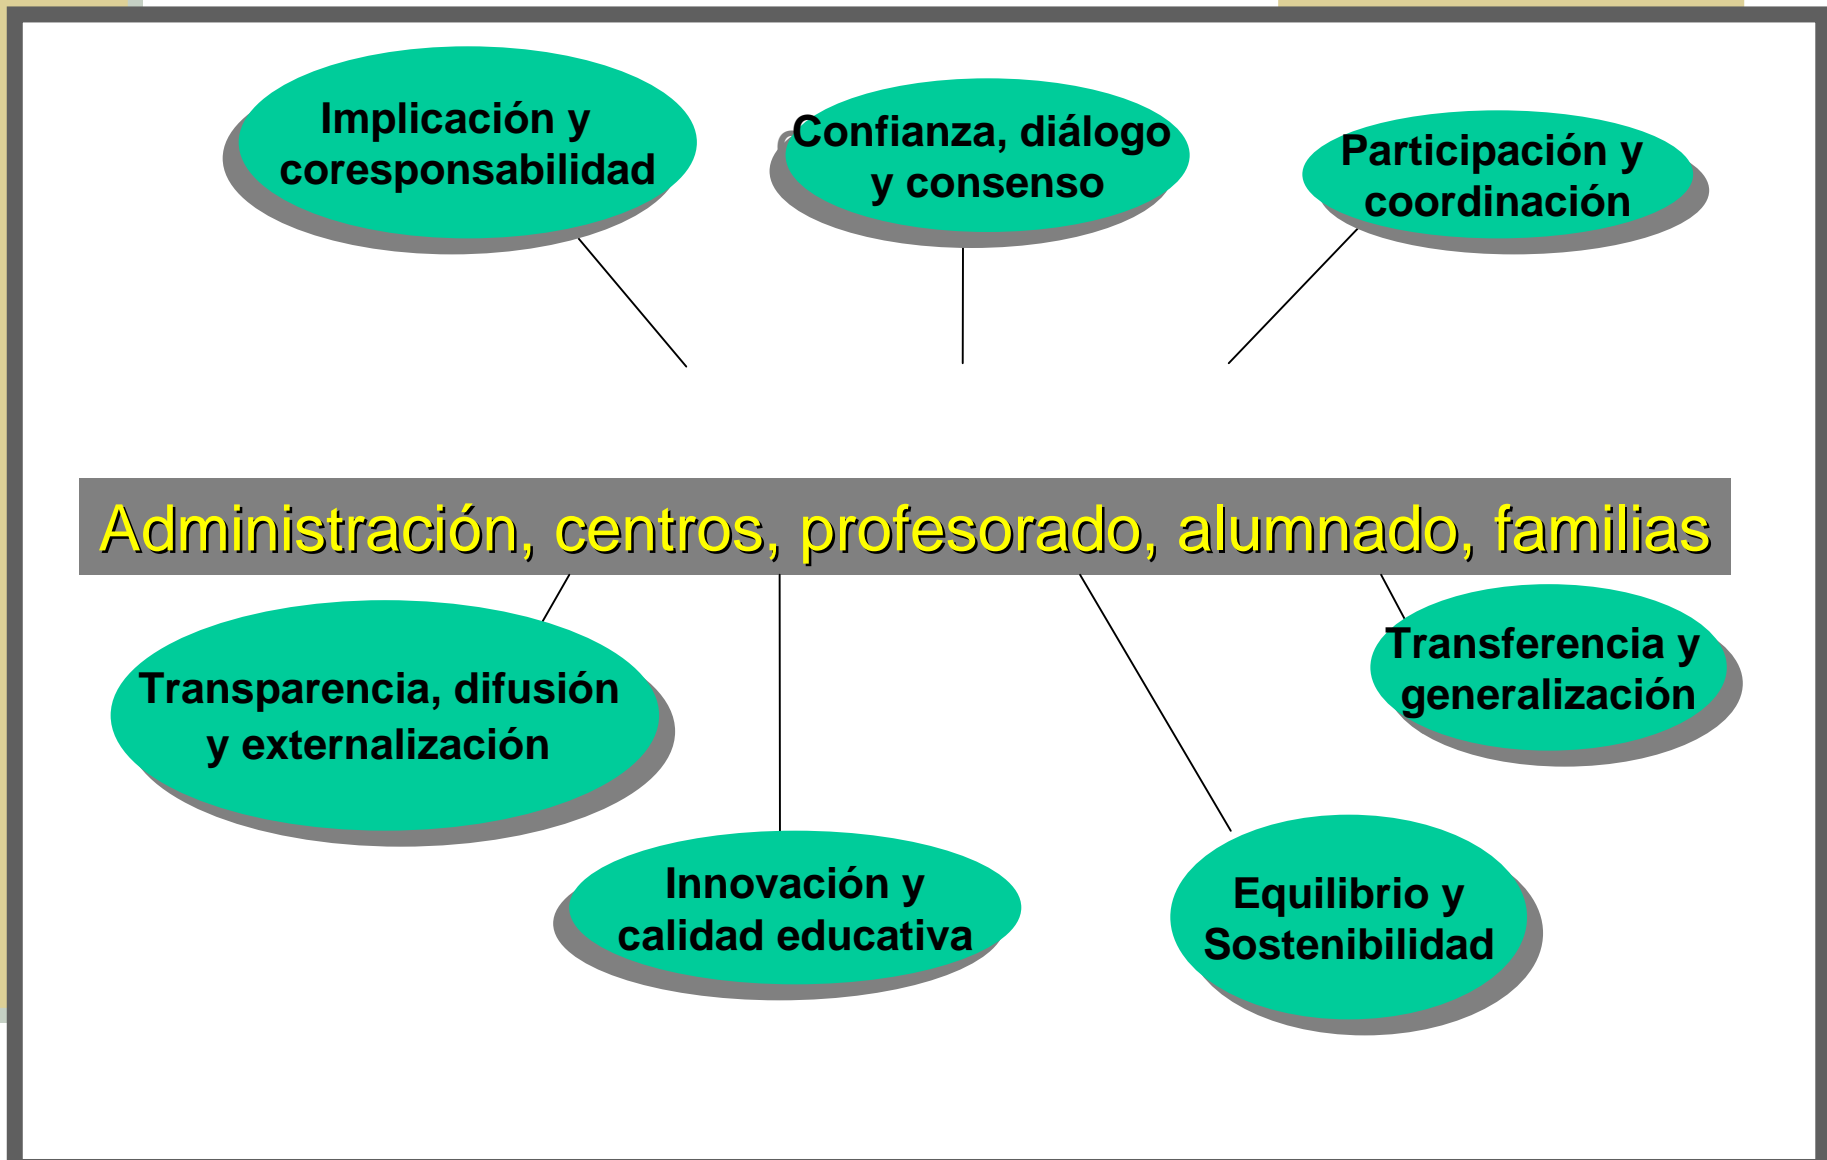 Implicación y
coresponsabilidad
Confianza, diálogo
y consenso
Participación y
coordinación
Administración, centros, profesorado, alumnado, familias
Transparencia, difusión
y externalización
Transferencia y
generalización
Innovación y
calidad educativa
Equilibrio y
Sostenibilidad